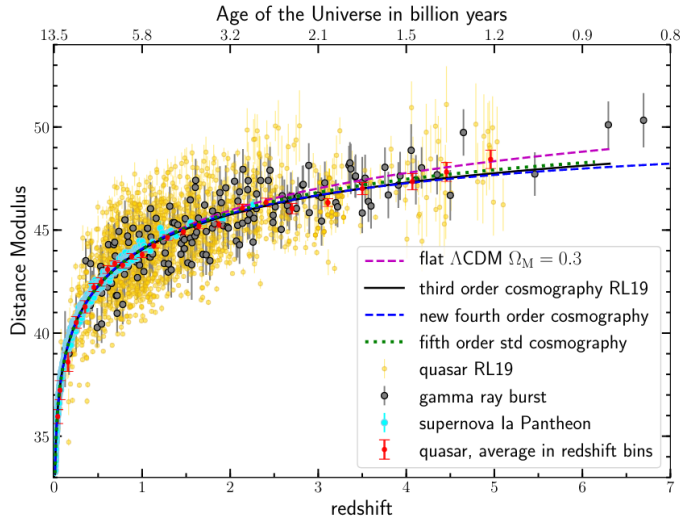 Age of the Universe in billion years
13.5 5.8 3.2 2.1 1.5 1.2 0.9 0.8
Distance Modulus
50
45
40
35
flat ΛCDM Ω_M = 0.3
third order cosmography RL19
new fourth order cosmography
fifth order std cosmography
quasar RL19
gamma ray burst
supernova Ia Pantheon
quasar, average in redshift bins
0 1 2 3 4 5 6 7
redshift